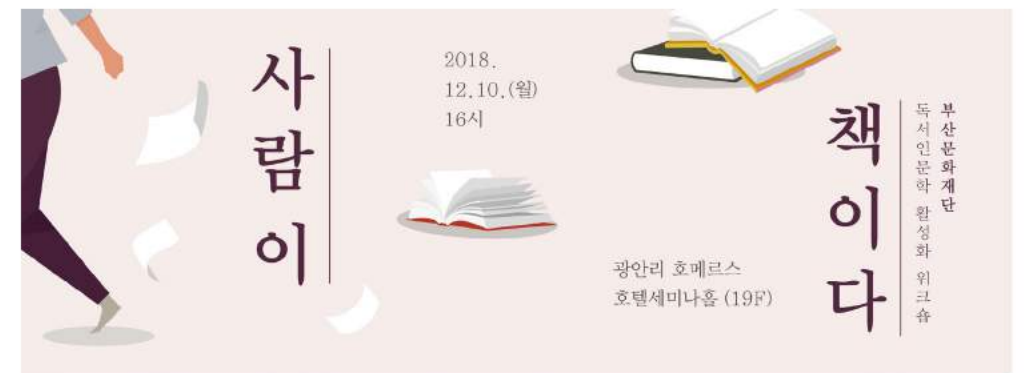 사람이
2018.
12.10.(월)
16시
광안리 호메르스
호텔세미나홀 (19F)
책이다
부산문화재단
독서인문학 활성화 위크숍